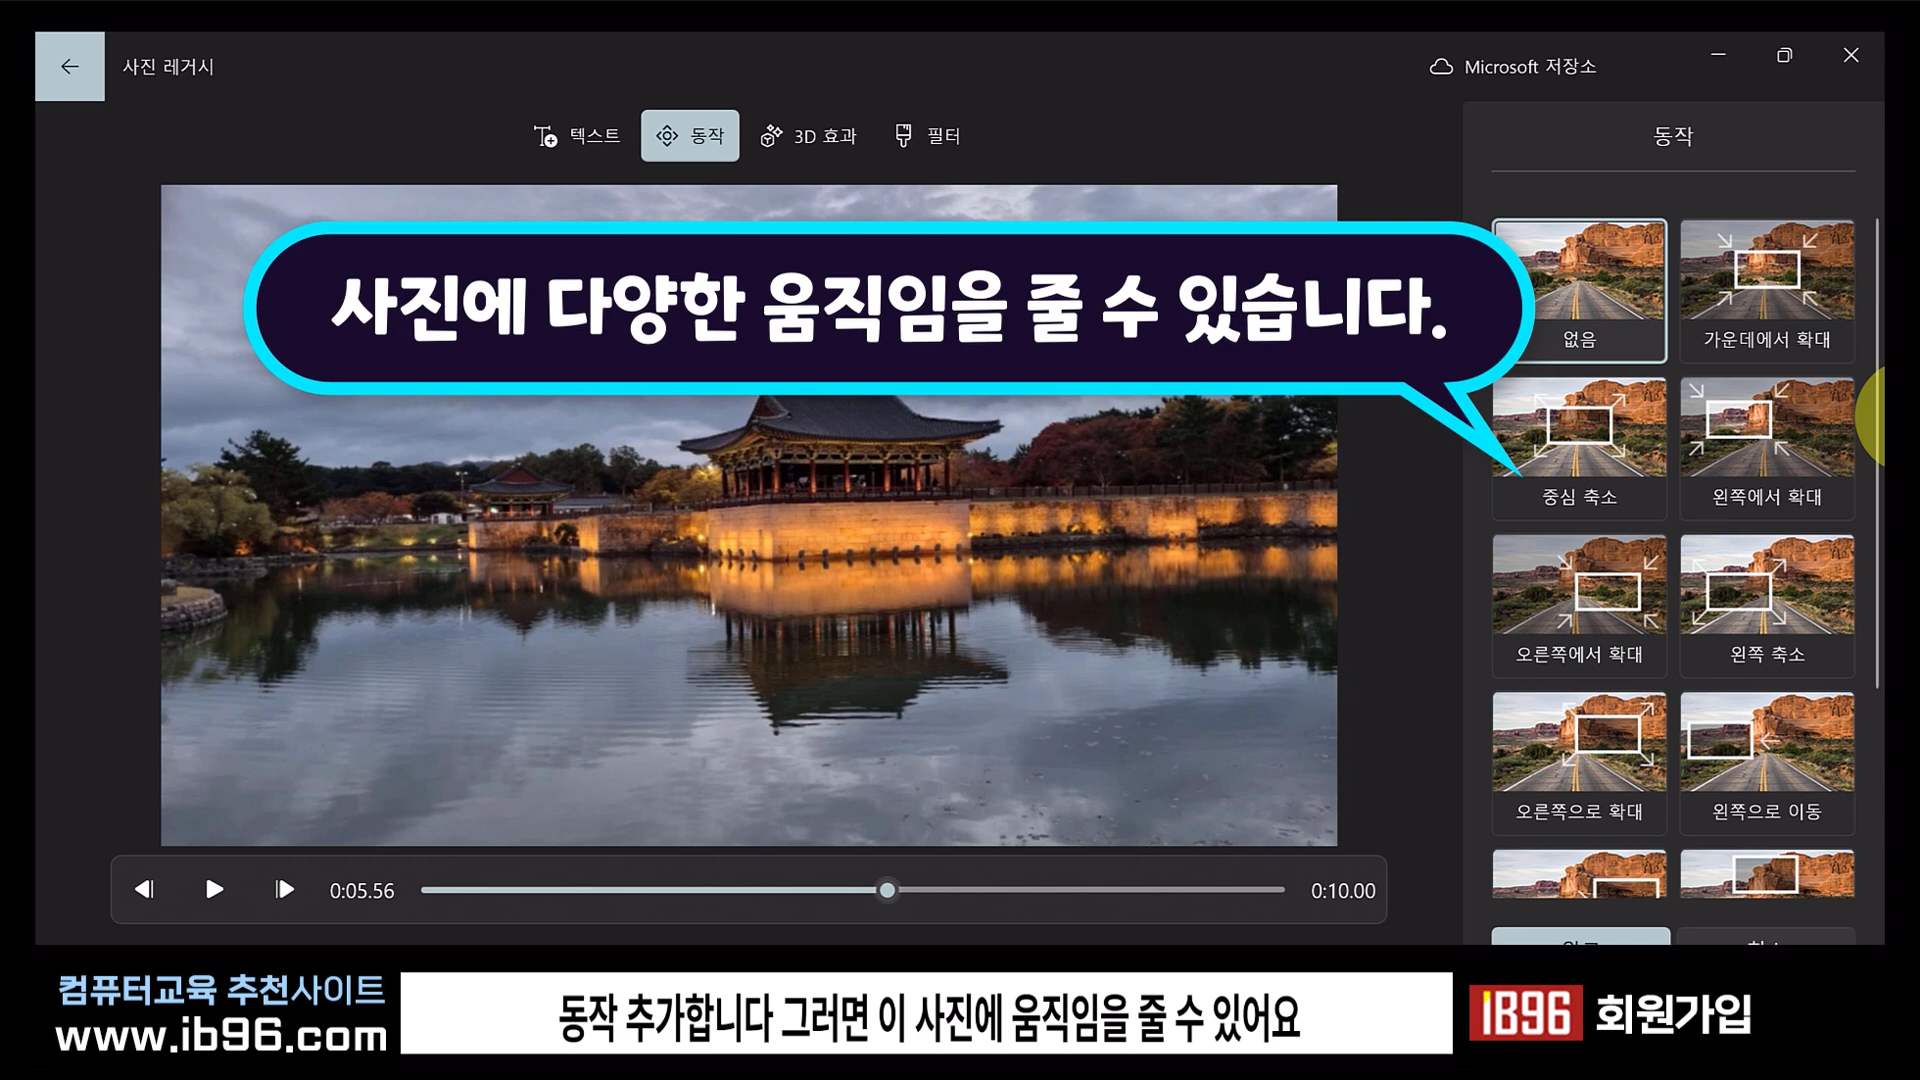 사진 레거시
Microsoft 저장소
텍스트
동작
3D 효과
필터
동작
사진에 다양한 움직임을 줄 수 있습니다.
없음
가운데에서 확대
중심 축소
왼쪽에서 확대
오른쪽에서 확대
왼쪽 축소
오른쪽으로 확대
왼쪽으로 이동
0:05.56
0:10.00
컴퓨터교육 추천사이트
www.ib96.com
동작 추가합니다 그러면 이 사진에 움직임을 줄 수 있어요
IB96 회원가입